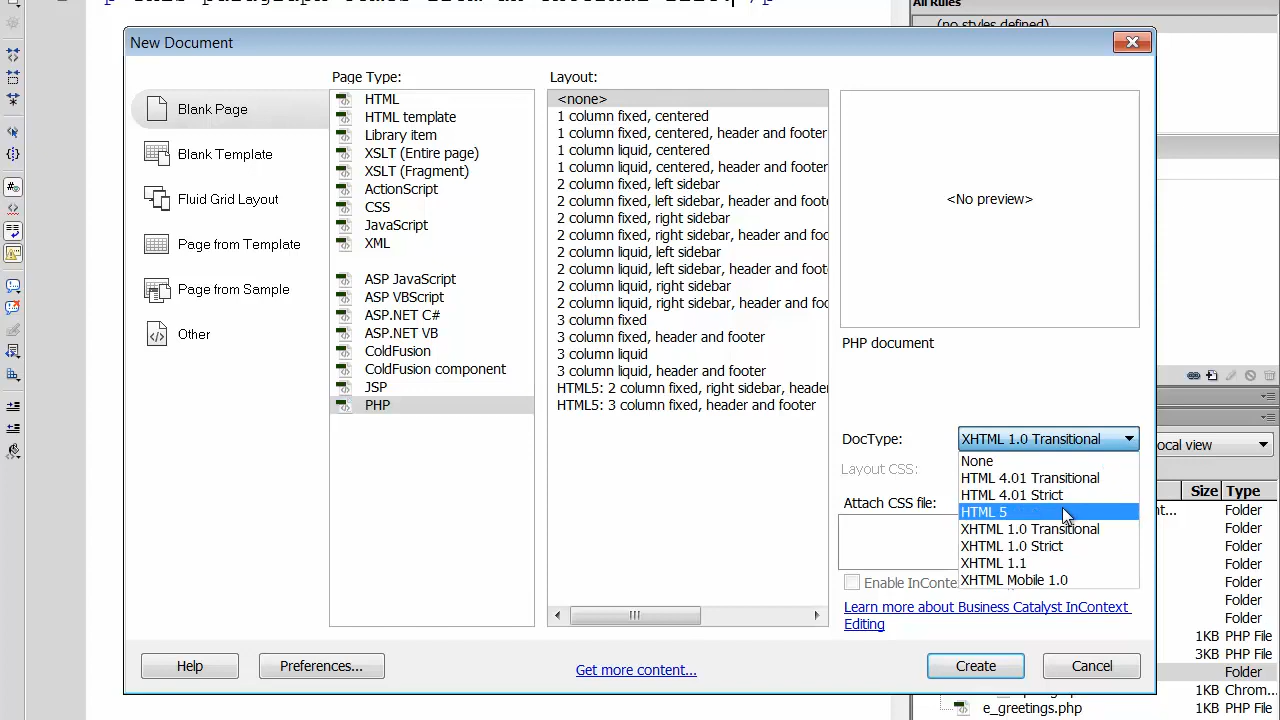 All Rules
(no styles defined)
New Document
Page Type:
Layout:
Blank Page
Blank Template
Fluid Grid Layout
Page from Template
Page from Sample
Other
HTML
HTML template
Library item
XSLT (Entire page)
XSLT (Fragment)
ActionScript
CSS
JavaScript
XML
ASP JavaScript
ASP VBScript
ASP.NET C#
ASP.NET VB
ColdFusion
ColdFusion component
JSP
PHP
<none>
1 column fixed, centered
1 column fixed, centered, header and footer
1 column liquid, centered
1 column liquid, centered, header and footer
2 column fixed, left sidebar
2 column fixed, left sidebar, header and foote
2 column fixed, right sidebar
2 column fixed, right sidebar, header and foo
2 column liquid, left sidebar
2 column liquid, left sidebar, header and foot
2 column liquid, right sidebar
2 column liquid, right sidebar, header and foo
3 column fixed
3 column fixed, header and footer
3 column liquid
3 column liquid, header and footer
HTML5: 2 column fixed, right sidebar, header
HTML5: 3 column fixed, header and footer
<No preview>
PHP document
DocType:
XHTML 1.0 Transitional
None
HTML 4.01 Transitional
HTML 4.01 Strict
HTML 5
XHTML 1.0 Transitional
XHTML 1.0 Strict
XHTML 1.1
XHTML Mobile 1.0
Layout CSS:
Attach CSS file:
Enable InConte
Learn more about Business Catalyst InContext
Editing
Help
Preferences...
Get more content...
Create
Cancel
ocal view
Size
Type
Folder
Folder
Folder
Folder
Folder
Folder
Folder
1KB PHP File
3KB PHP File
Folder
1KB Chrom...
e_greetings.php
1KB PHP File